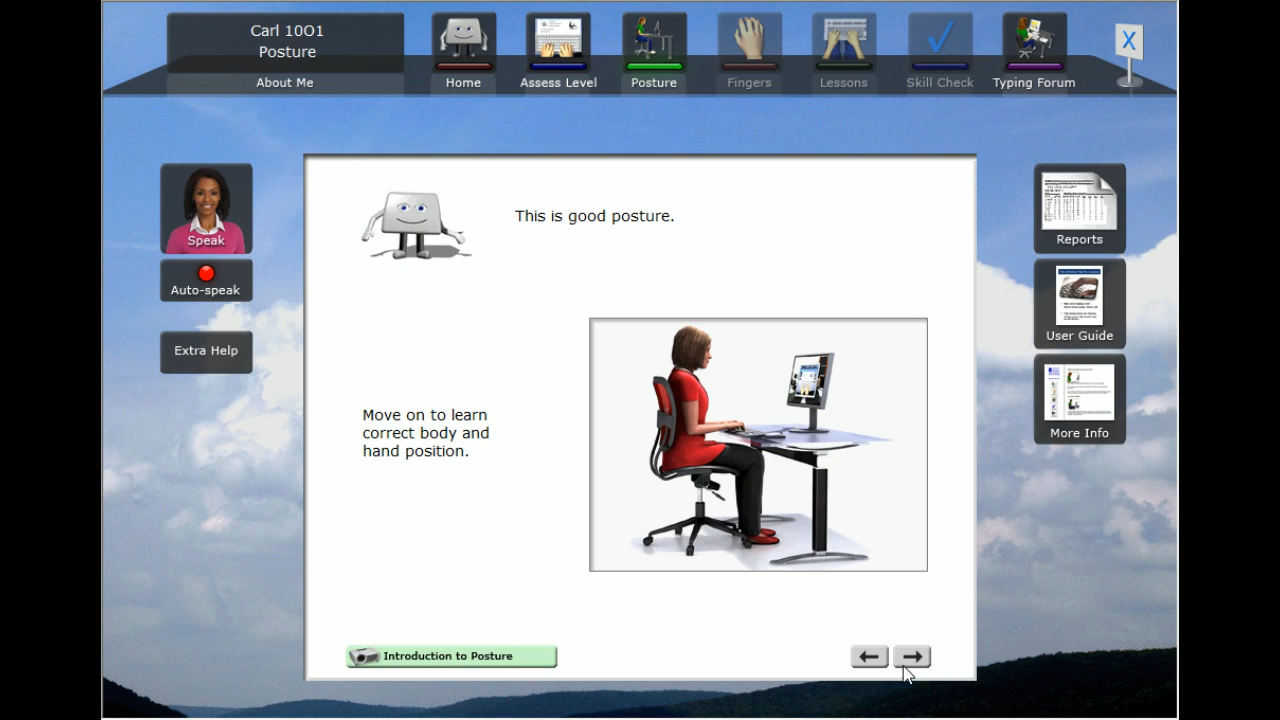 Carl 10O1
Posture
About Me
Home
Assess Level
Posture
Fingers
Lessons
Skill Check
Typing Forum
X
Speak
Auto-speak
Extra Help
This is good posture.
Move on to learn
correct body and
hand position.
Introduction to Posture
Reports
User Guide
More Info